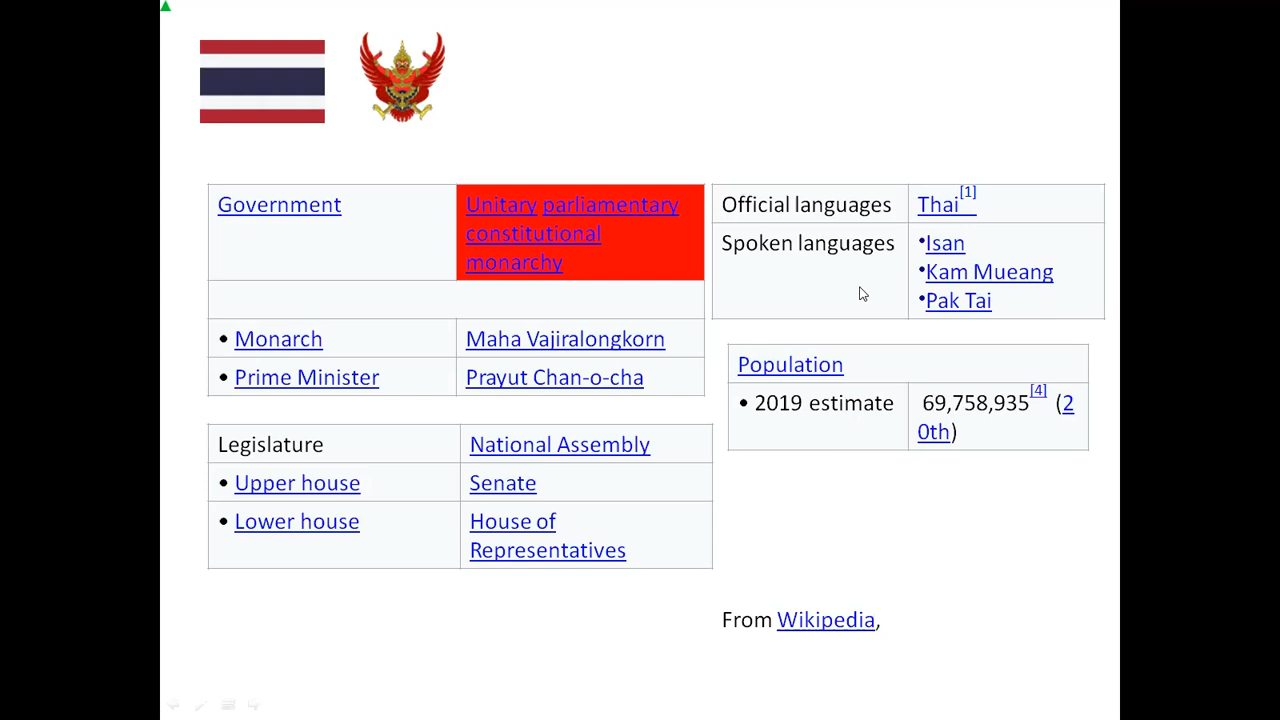 Government
Unitary parliamentary
constitutional
monarchy
• Monarch
Maha Vajiralongkorn
• Prime Minister
Prayut Chan-o-cha
Legislature
National Assembly
• Upper house
Senate
• Lower house
House of
Representatives
Official languages
Thai[1]
Spoken languages
•Isan
•Kam Mueang
•Pak Tai
Population
• 2019 estimate
69,758,935[4] (2
0th)
From Wikipedia,